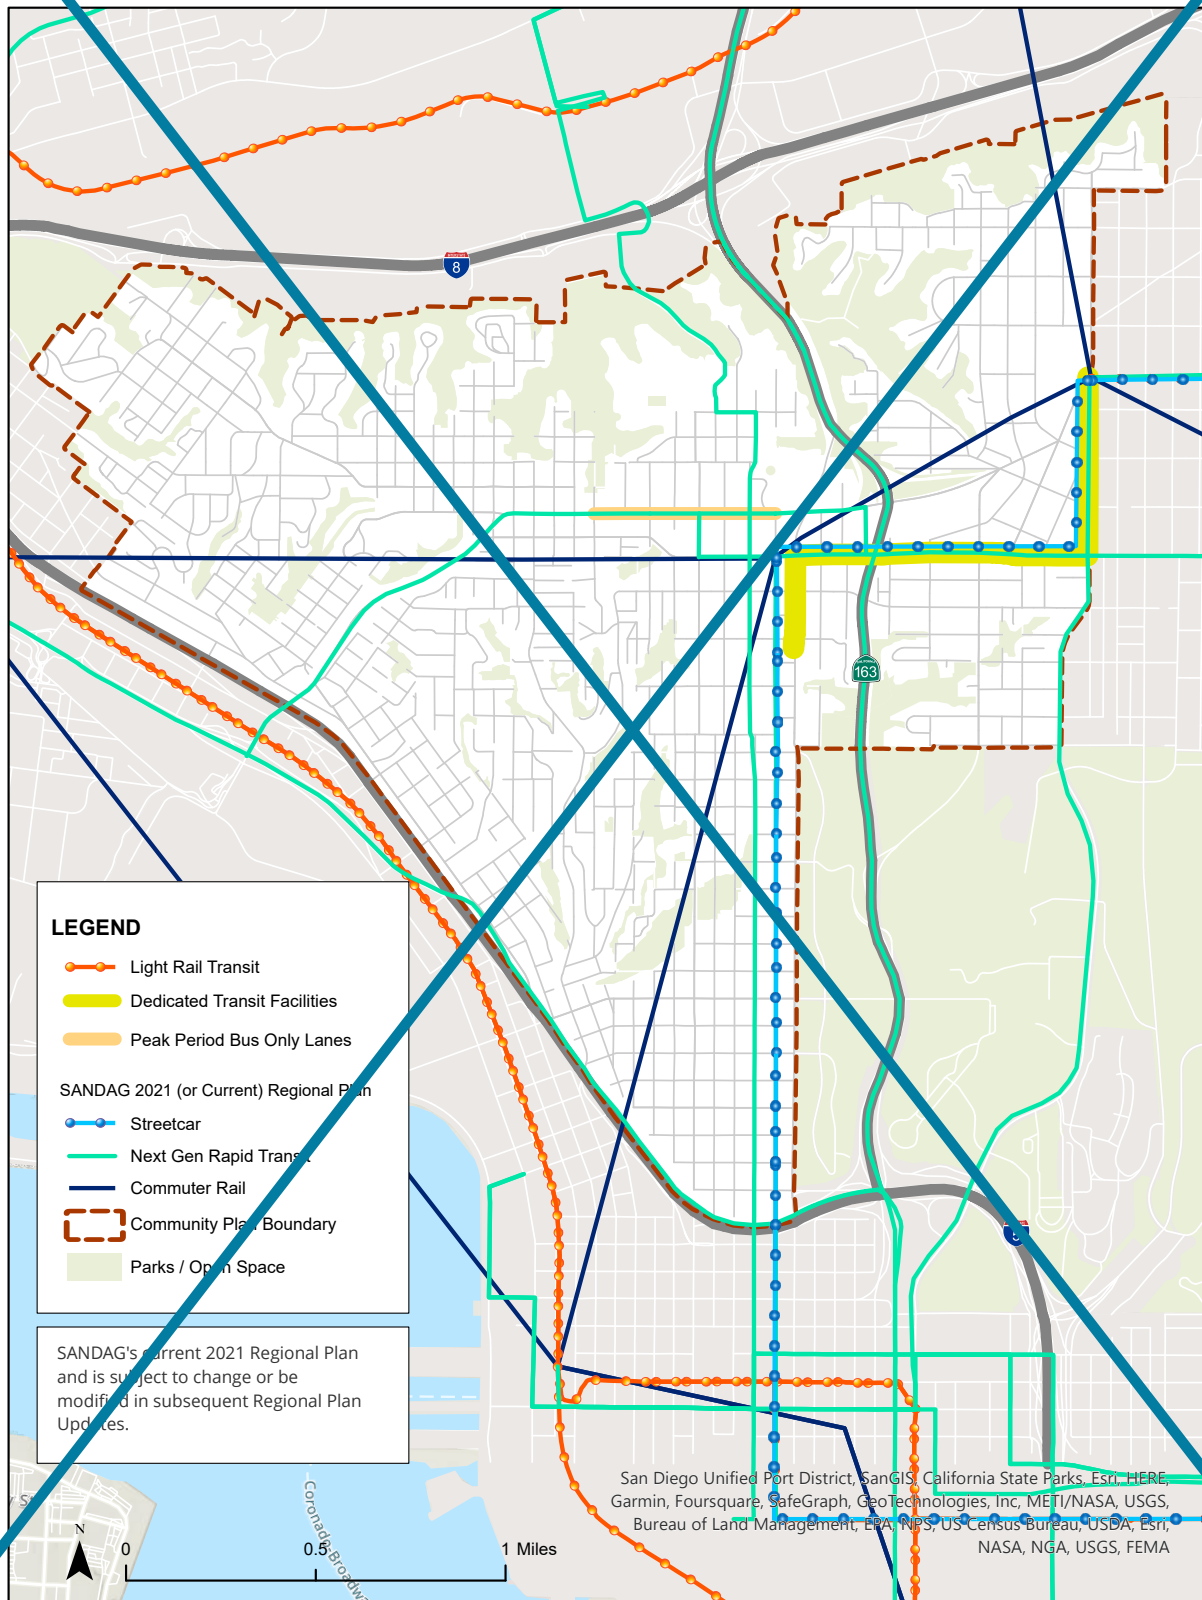 8
163
5
LEGEND
Light Rail Transit
Dedicated Transit Facilities
Peak Period Bus Only Lanes
SANDAG 2021 (or Current) Regional Plan
Streetcar
Next Gen Rapid Transit
Commuter Rail
Community Plan Boundary
Parks / Open Space
SANDAG's current 2021 Regional Plan
and is subject to change or be
modified in subsequent Regional Plan
Updates.
San Diego Unified Port District, SanGIS, California State Parks, Esri, HERE,
Garmin, Foursquare, SafeGraph, GeoTechnologies, Inc, METI/NASA, USGS,
Bureau of Land Management, EPA, NPS, US Census Bureau, USDA, Esri,
NASA, NGA, USGS, FEMA
N
0 0.5 1 Miles
Coronado Broadwa